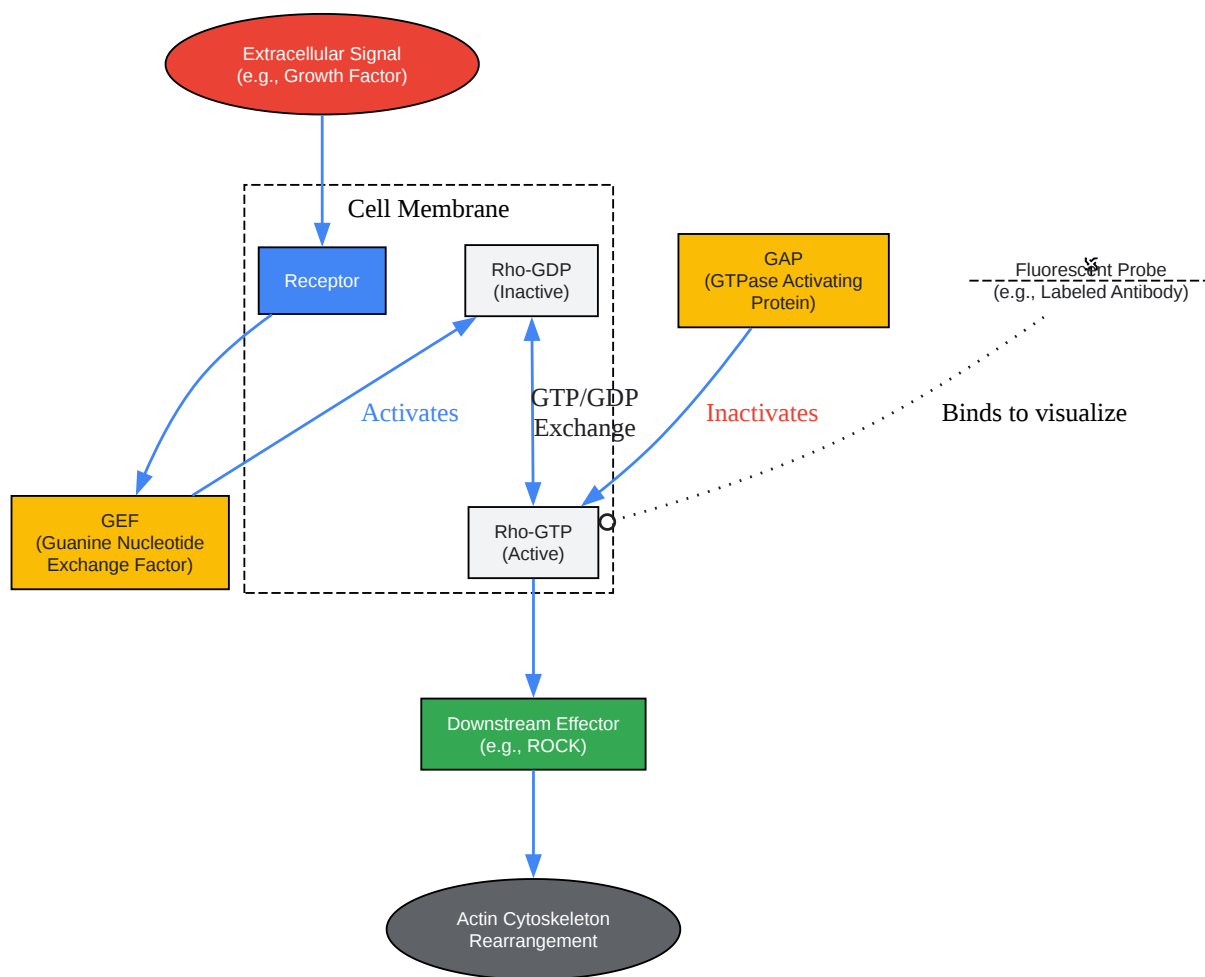 Extracellular Signal
(e.g., Growth Factor)
Cell Membrane
Receptor
Rho-GDP
(Inactive)
GAP
(GTPase Activating
Protein)
Fluorescent Probe
(e.g., Labeled Antibody)
Activates
GTP/GDP
Exchange
Inactivates
Binds to visualize
GEF
(Guanine Nucleotide
Exchange Factor)
Rho-GTP
(Active)
Downstream Effector
(e.g., ROCK)
Actin Cytoskeleton
Rearrangement